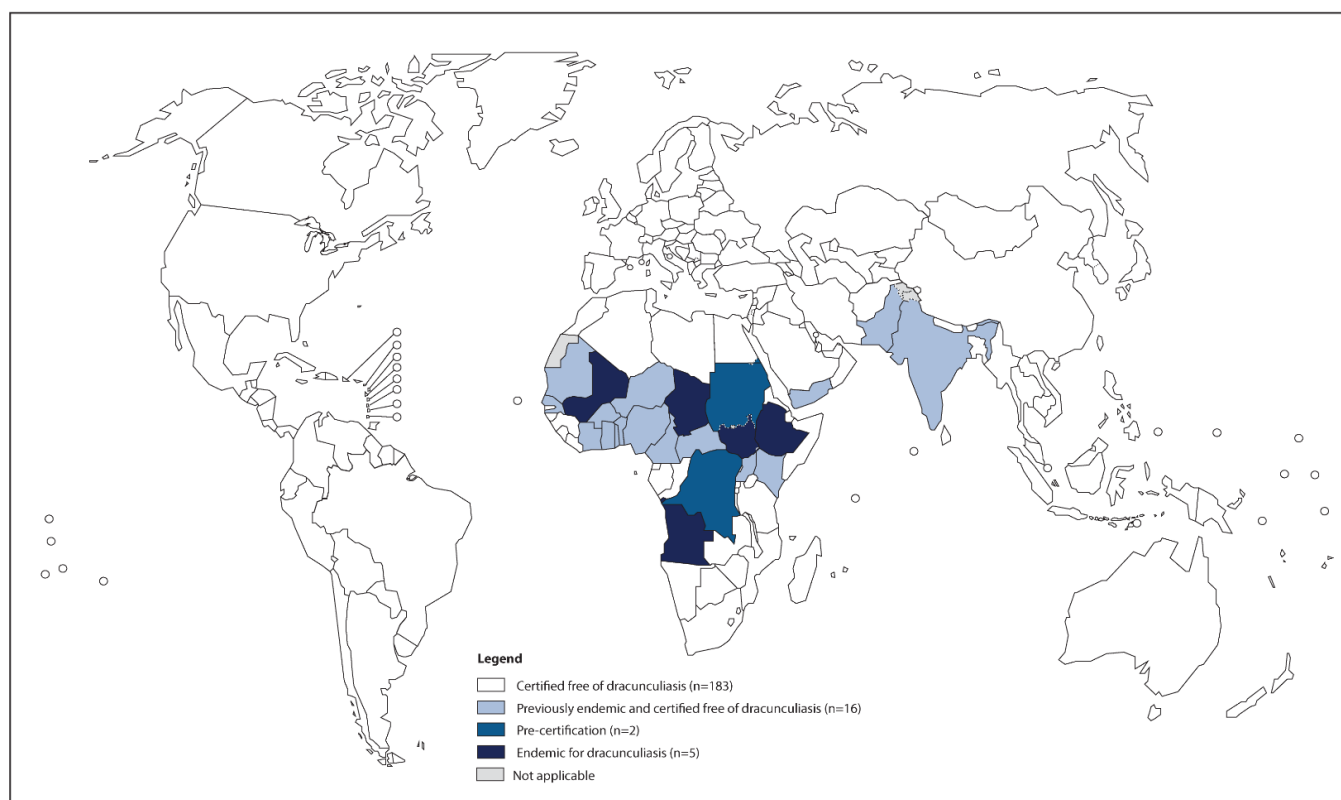 Legend
Certified free of dracunculiasis (n=183)
Previously endemic and certified free of dracunculiasis (n=16)
Pre-certification (n=2)
Endemic for dracunculiasis (n=5)
Not applicable